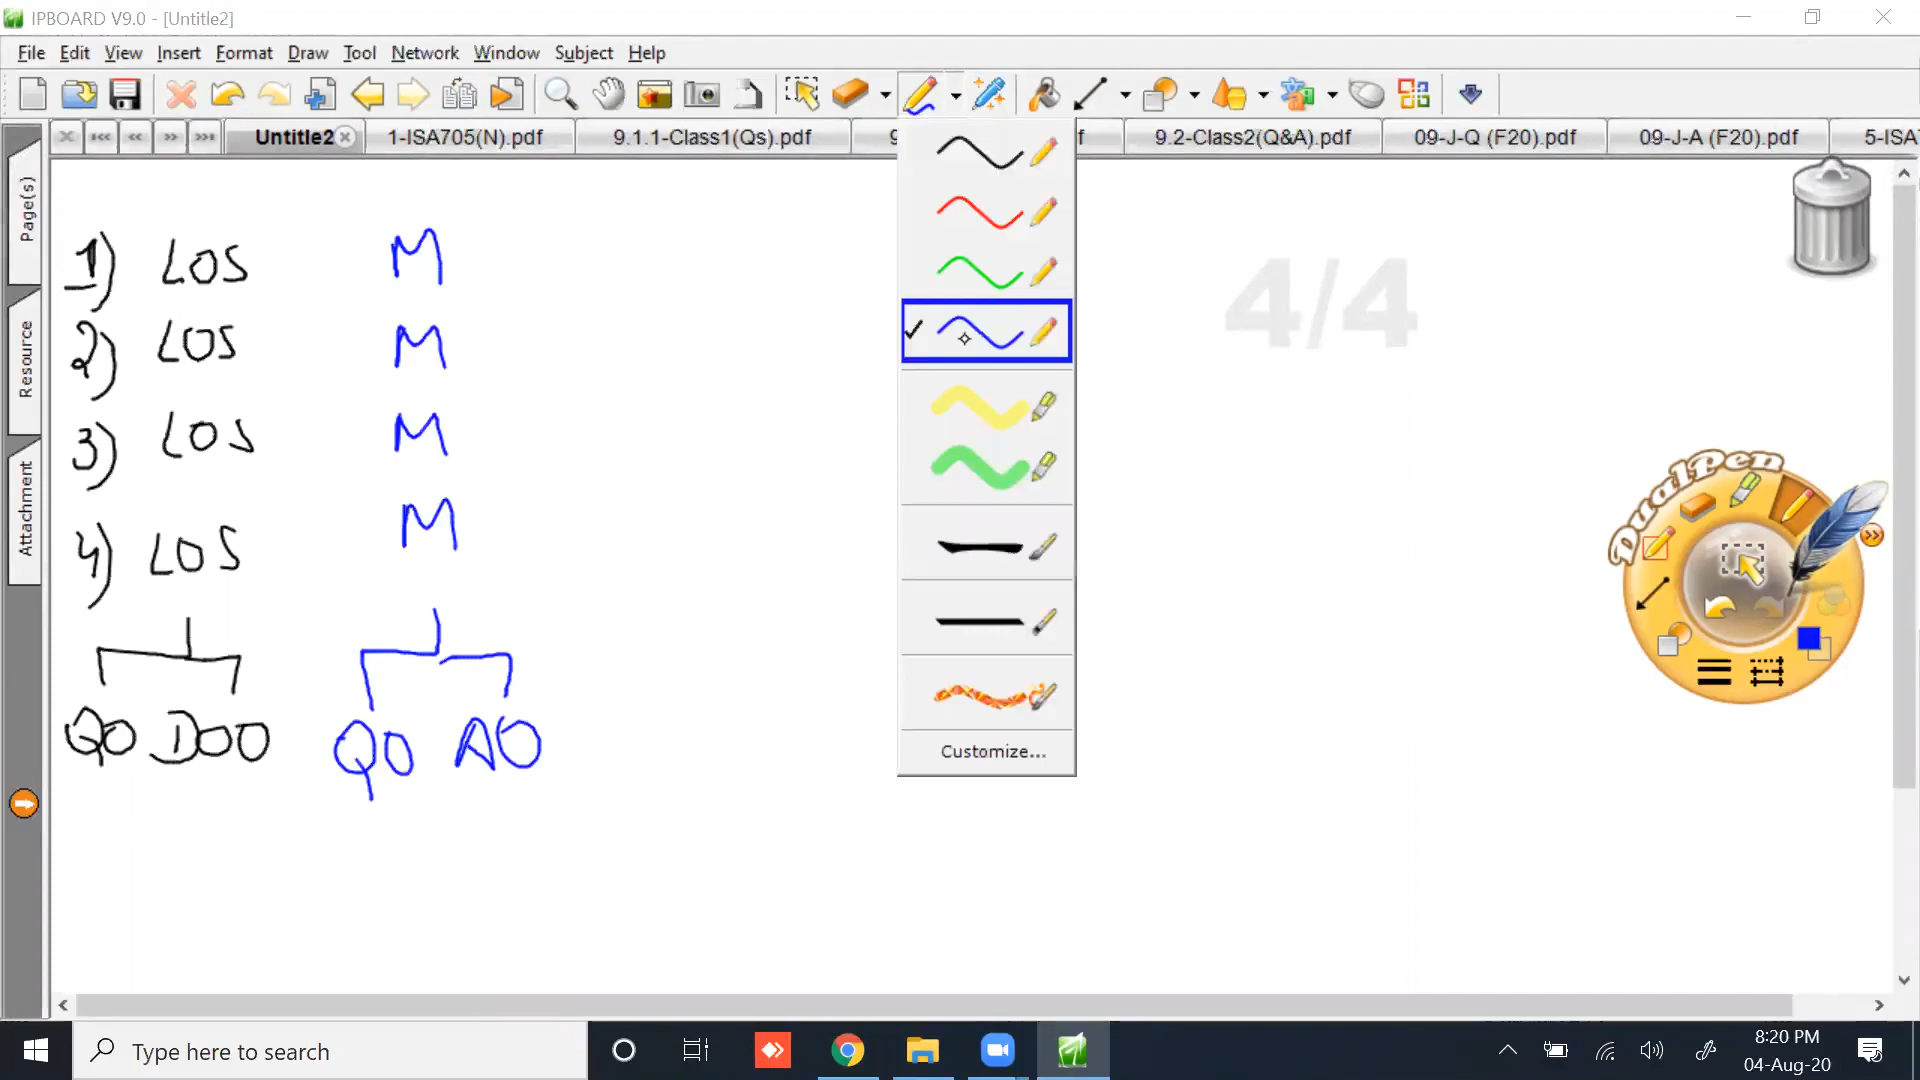 IPBOARD V9.0 - [Untitle2]
File Edit View Insert Format Draw Tool Network Window Subject Help
Untitle2 1-ISA705(N).pdf 9.1.1-Class1(Qs).pdf 9 f 9.2-Class2(Q&A).pdf 09-J-Q (F20).pdf 09-J-A (F20).pdf 5-ISA
Page(s)
Resource
Attachment
4/4
1) LOS M
2) LOS M
3) LOS M
4) LOS M
QO DOO QO AO
Customize...
DualPen
Type here to search
8:20 PM
04-Aug-20